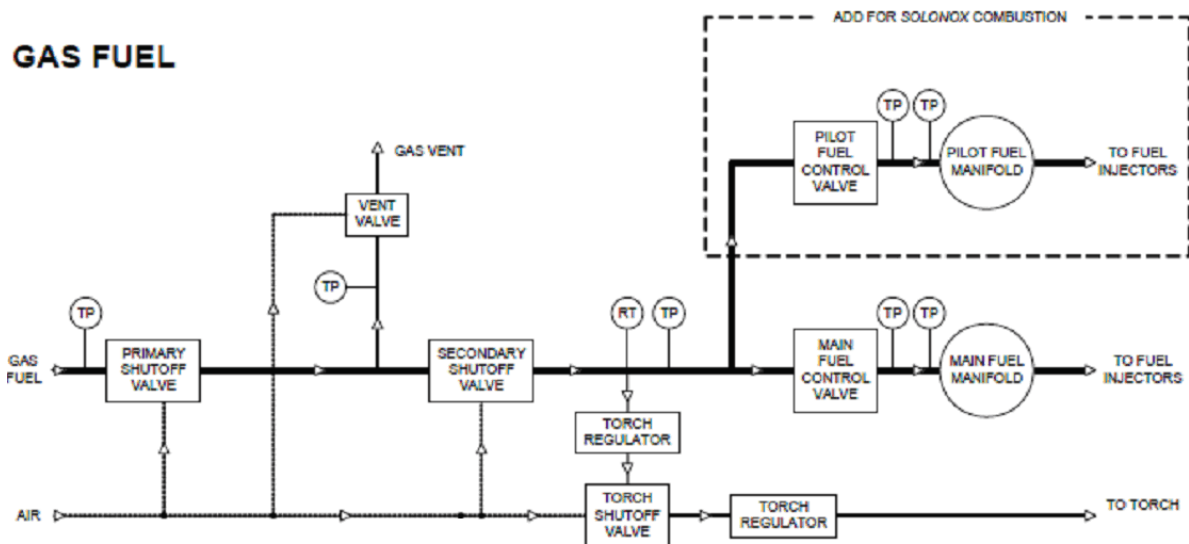 ADD FOR SOLONOX COMBUSTION
GAS FUEL
TP
TP
PILOT
FUEL
CONTROL
VALVE
PILOT FUEL
MANIFOLD
TO FUEL
INJECTORS
GAS VENT
VENT
VALVE
TP
TP
RT
TP
TP
TP
GAS
FUEL
PRIMARY
SHUTOFF
VALVE
SECONDARY
SHUTOFF
VALVE
MAIN
FUEL
CONTROL
VALVE
MAIN FUEL
MANIFOLD
TO FUEL
INJECTORS
TORCH
REGULATOR
AIR
TORCH
SHUTOFF
VALVE
TORCH
REGULATOR
TO TORCH